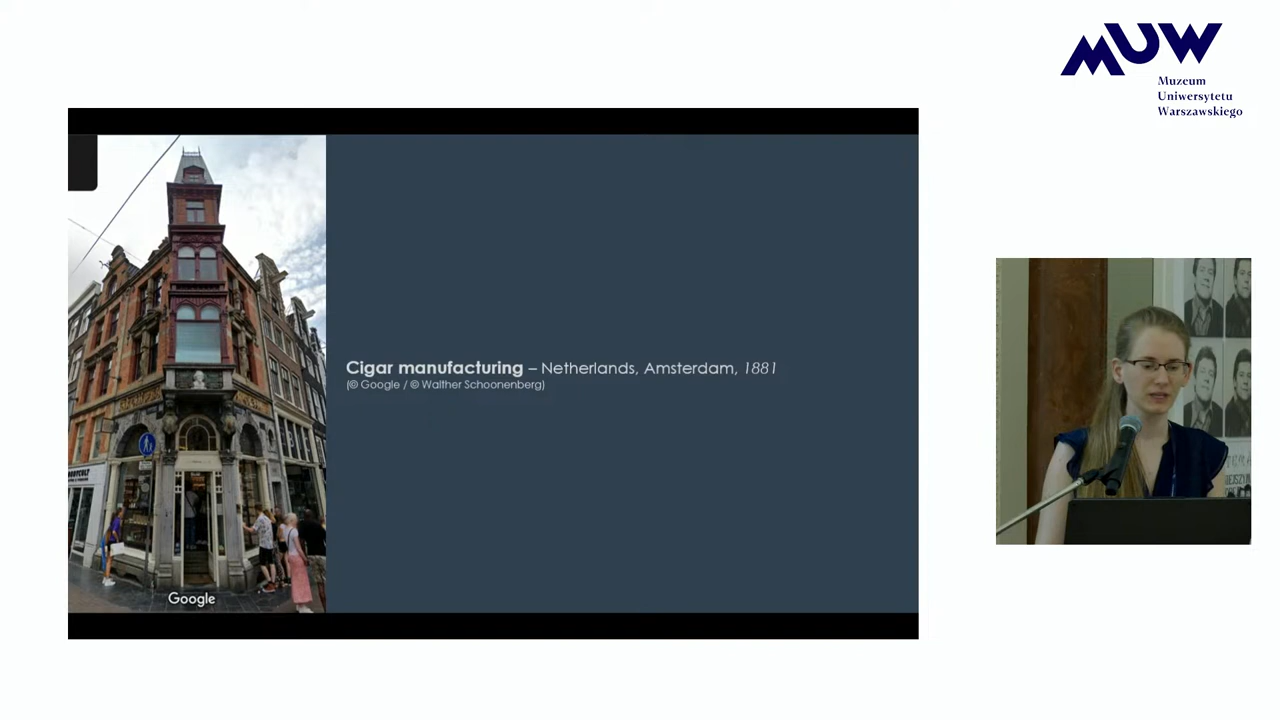 MUW
Muzeum
Uniwersytetu
Warszawskiego
Cigar manufacturing – Netherlands, Amsterdam, 1881
(© Google / © Walther Schoonenberg)
Google